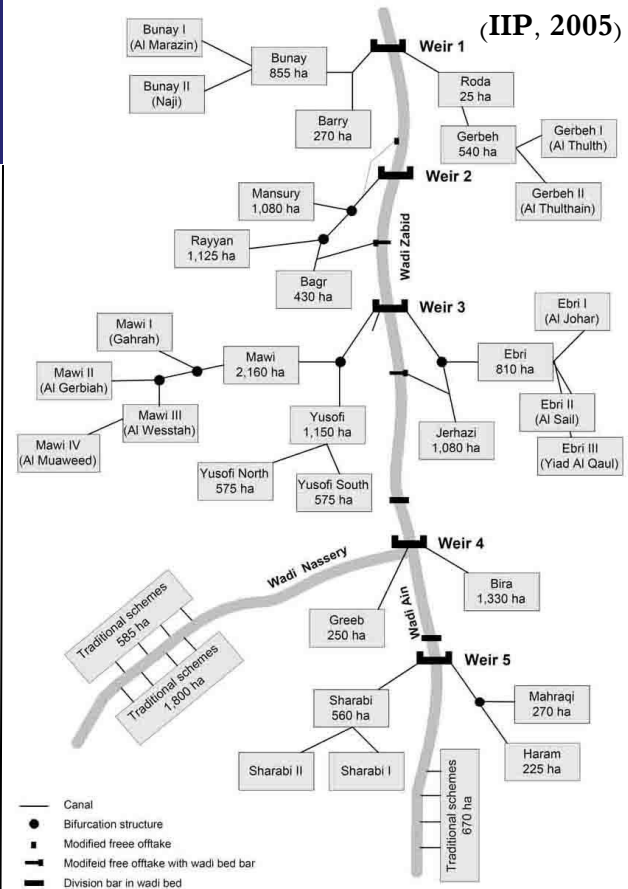 (IIP, 2005)
Weir 1
Bunay I
(Al Marazin)
Bunay II
(Naji)
Bunay
855 ha
Barry
270 ha
Roda
25 ha
Gerbeh
540 ha
Gerbeh I
(Al Thulth)
Gerbeh II
(Al Thulthain)
Weir 2
Mansury
1,080 ha
Rayyan
1,125 ha
Bagr
430 ha
Wadi Zabid
Weir 3
Mawi I
(Gahrah)
Mawi II
(Al Gerbiah)
Mawi III
(Al Wesstah)
Mawi IV
(Al Muaweed)
Mawi
2,160 ha
Yusofi
1,150 ha
Yusofi North
575 ha
Yusofi South
575 ha
Ebri
810 ha
Jerhazi
1,080 ha
Ebri I
(Al Johar)
Ebri II
(Al Sail)
Ebri III
(Yiad Al Qaul)
Weir 4
Wadi Nassery
Bira
1,330 ha
Greeb
250 ha
Wadi Ain
Traditional schemes
585 ha
Traditional schemes
1,800 ha
Weir 5
Sharabi
560 ha
Sharabi II
Sharabi I
Mahraqi
270 ha
Haram
225 ha
Traditional schemes
670 ha
Canal
Bifurcation structure
Modified freee offtake
Modifeid free offtake with wadi bed bar
Division bar in wadi bed